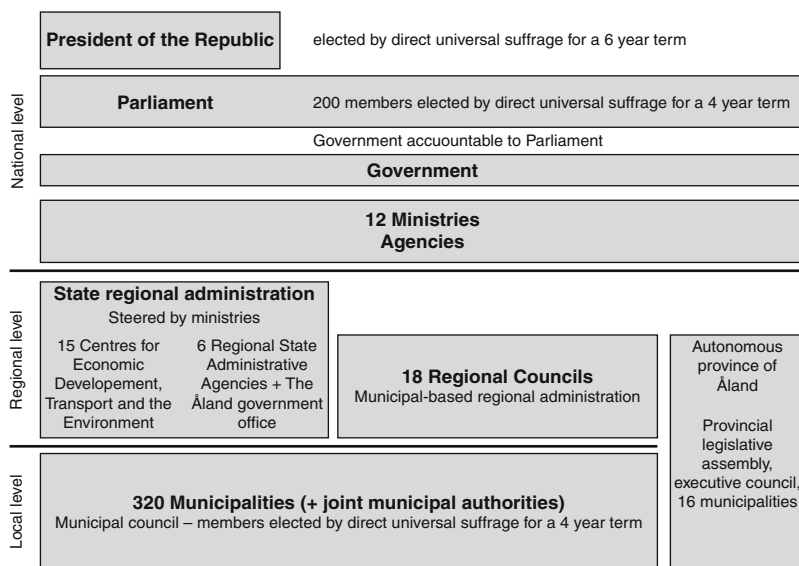 National level
President of the Republic
elected by direct universal suffrage for a 6 year term
Parliament
200 members elected by direct universal suffrage for a 4 year term
Government accuountable to Parliament
Government
12 Ministries
Agencies
Regional level
State regional administration
Steered by ministries
15 Centres for
Economic
Developement,
Transport and the
Environment
6 Regional State
Administrative
Agencies + The
Åland government
office
18 Regional Councils
Municipal-based regional administration
Autonomous
province of
Åland
Provincial
legislative
assembly,
executive council,
16 municipalities
Local level
320 Municipalities (+ joint municipal authorities)
Municipal council – members elected by direct universal suffrage for a 4 year term